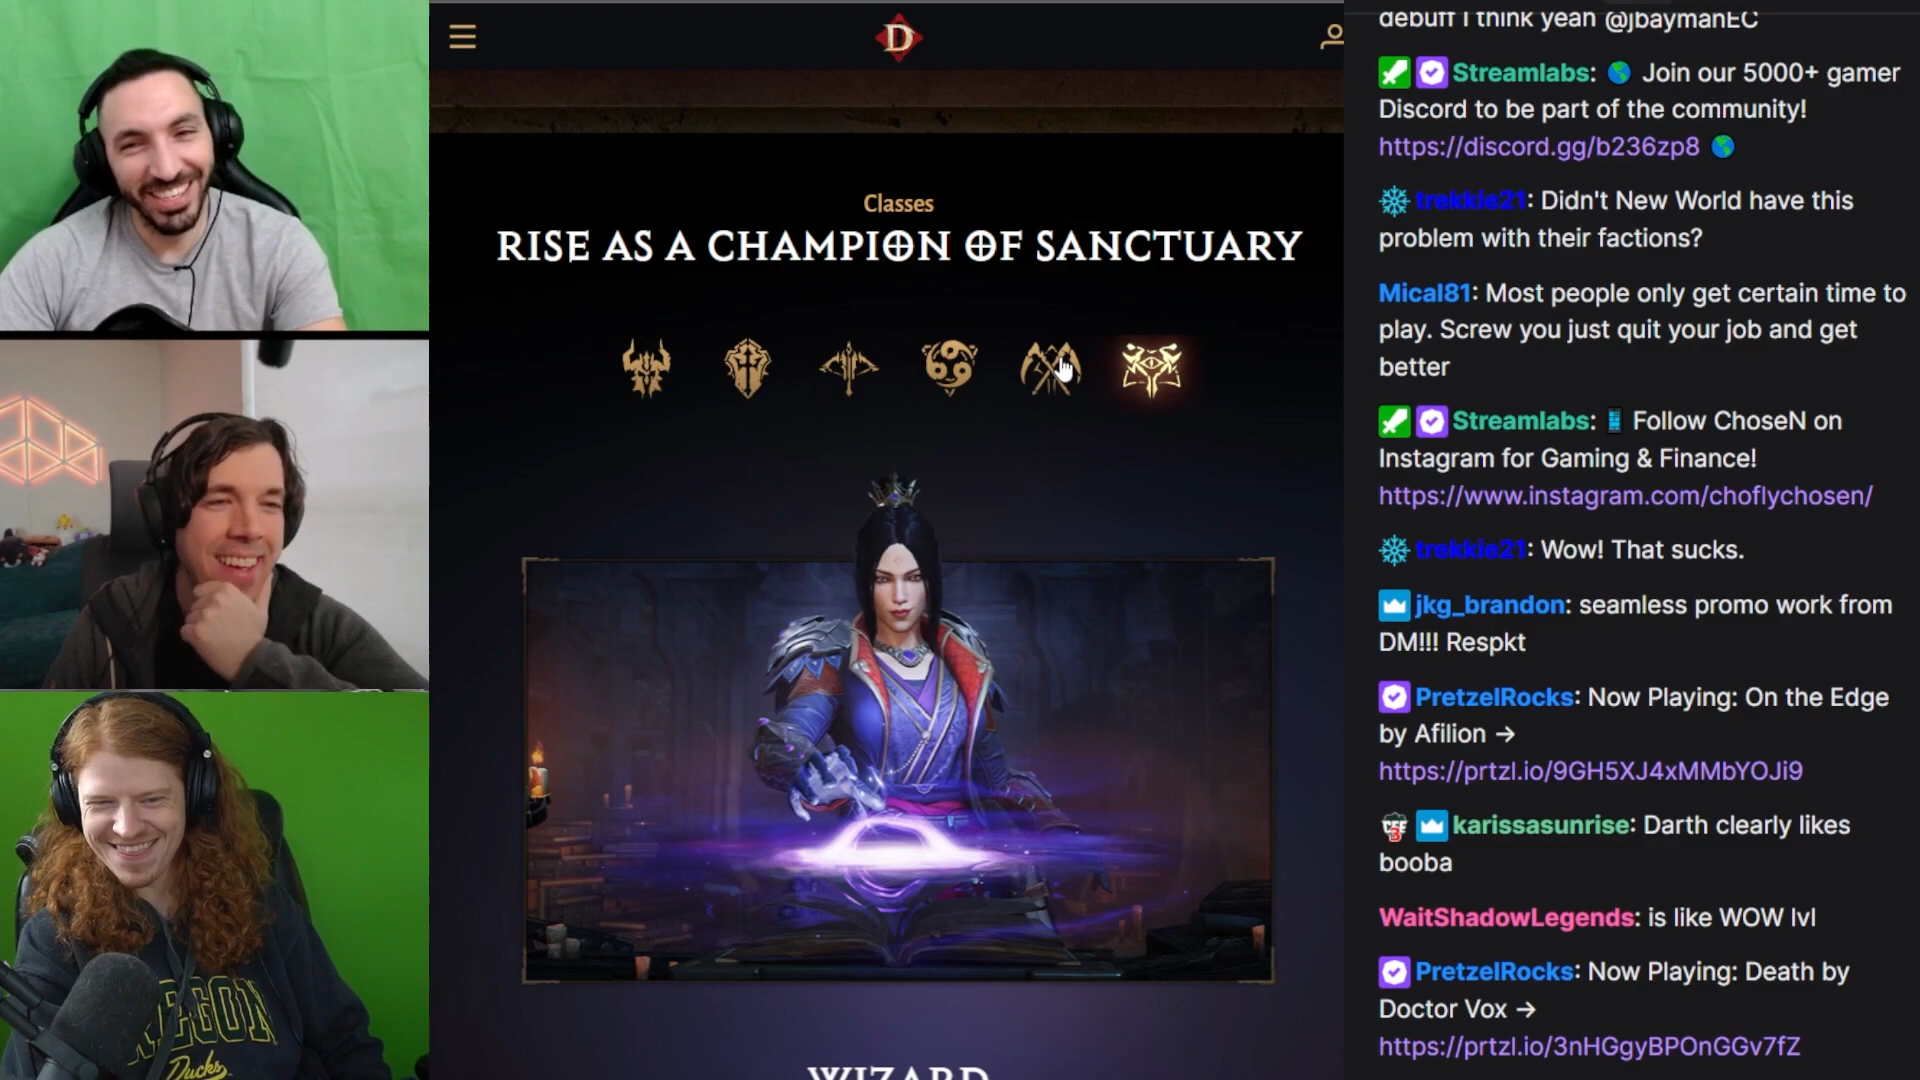 D
Classes
RISE AS A CHAMPION OF SANCTUARY
WIZARD
OREGON
Ducks
debuff I think yeah @jbaymanEC
Streamlabs: 🌎 Join our 5000+ gamer
Discord to be part of the community!
https://discord.gg/b236zp8 🌎
trekkie21: Didn't New World have this
problem with their factions?
Mical81: Most people only get certain time to
play. Screw you just quit your job and get
better
Streamlabs: 📱 Follow ChoseN on
Instagram for Gaming & Finance!
https://www.instagram.com/choflychosen/
trekkie21: Wow! That sucks.
jkg_brandon: seamless promo work from
DM!!! Respkt
PretzelRocks: Now Playing: On the Edge
by Afilion →
https://prtzl.io/9GH5XJ4xMMbYOJi9
karissasunrise: Darth clearly likes
booba
WaitShadowLegends: is like WOW lvl
PretzelRocks: Now Playing: Death by
Doctor Vox →
https://prtzl.io/3nHGgyBPOnGGv7fZ